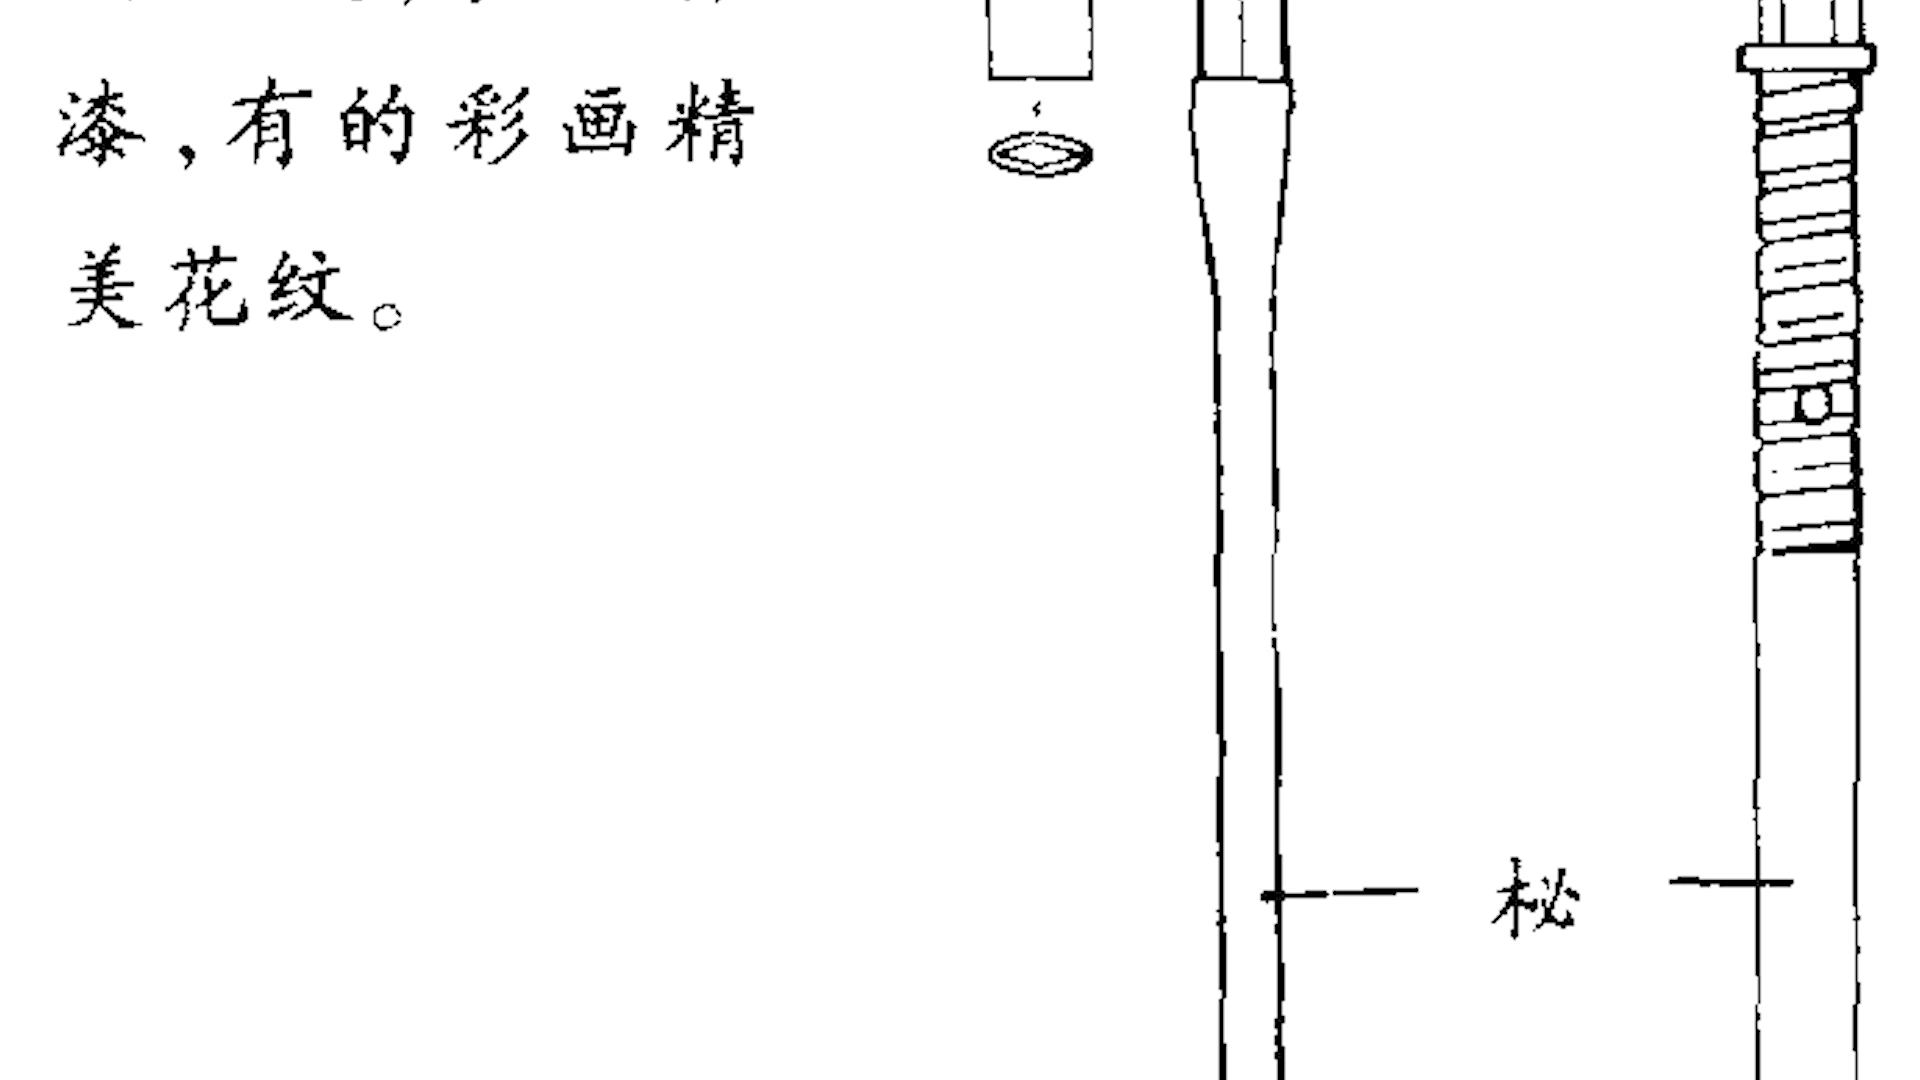 漆,有的彩画精
美花纹。
柲